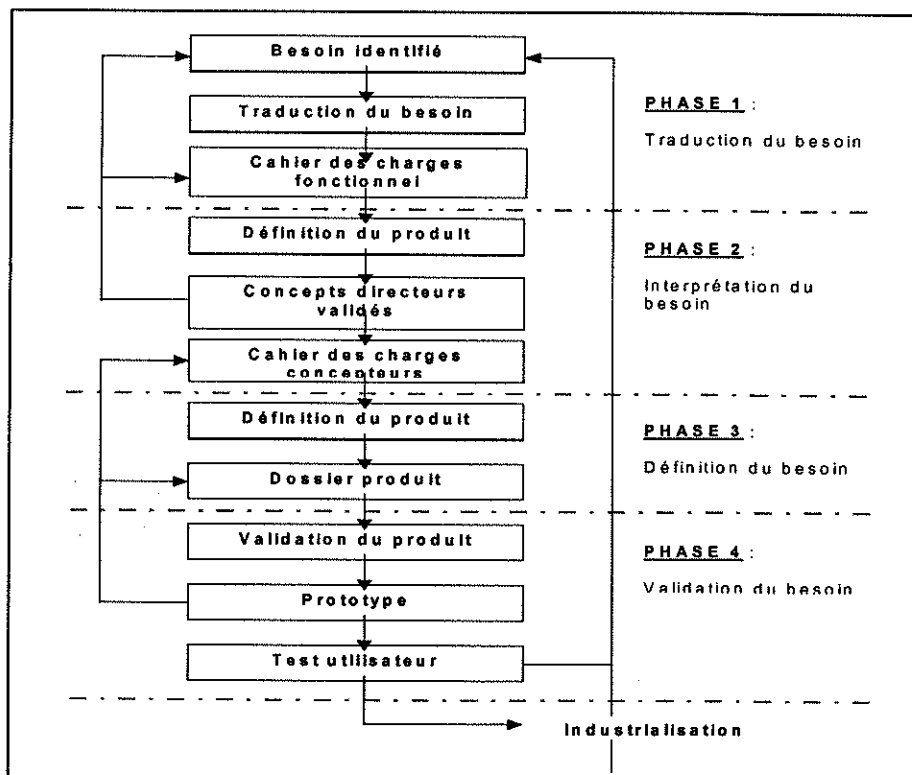 Besoin identifié
Traduction du besoin
Cahier des charges
fonctionnel
PHASE 1 :
Traduction du besoin
Définition du produit
Concepts directeurs
validés
Cahier des charges
concepteurs
PHASE 2 :
Interprétation du
besoin
Définition du produit
Dossier produit
PHASE 3 :
Définition du besoin
Validation du produit
Prototype
Test utilisateur
PHASE 4 :
Validation du besoin
Industrialisation